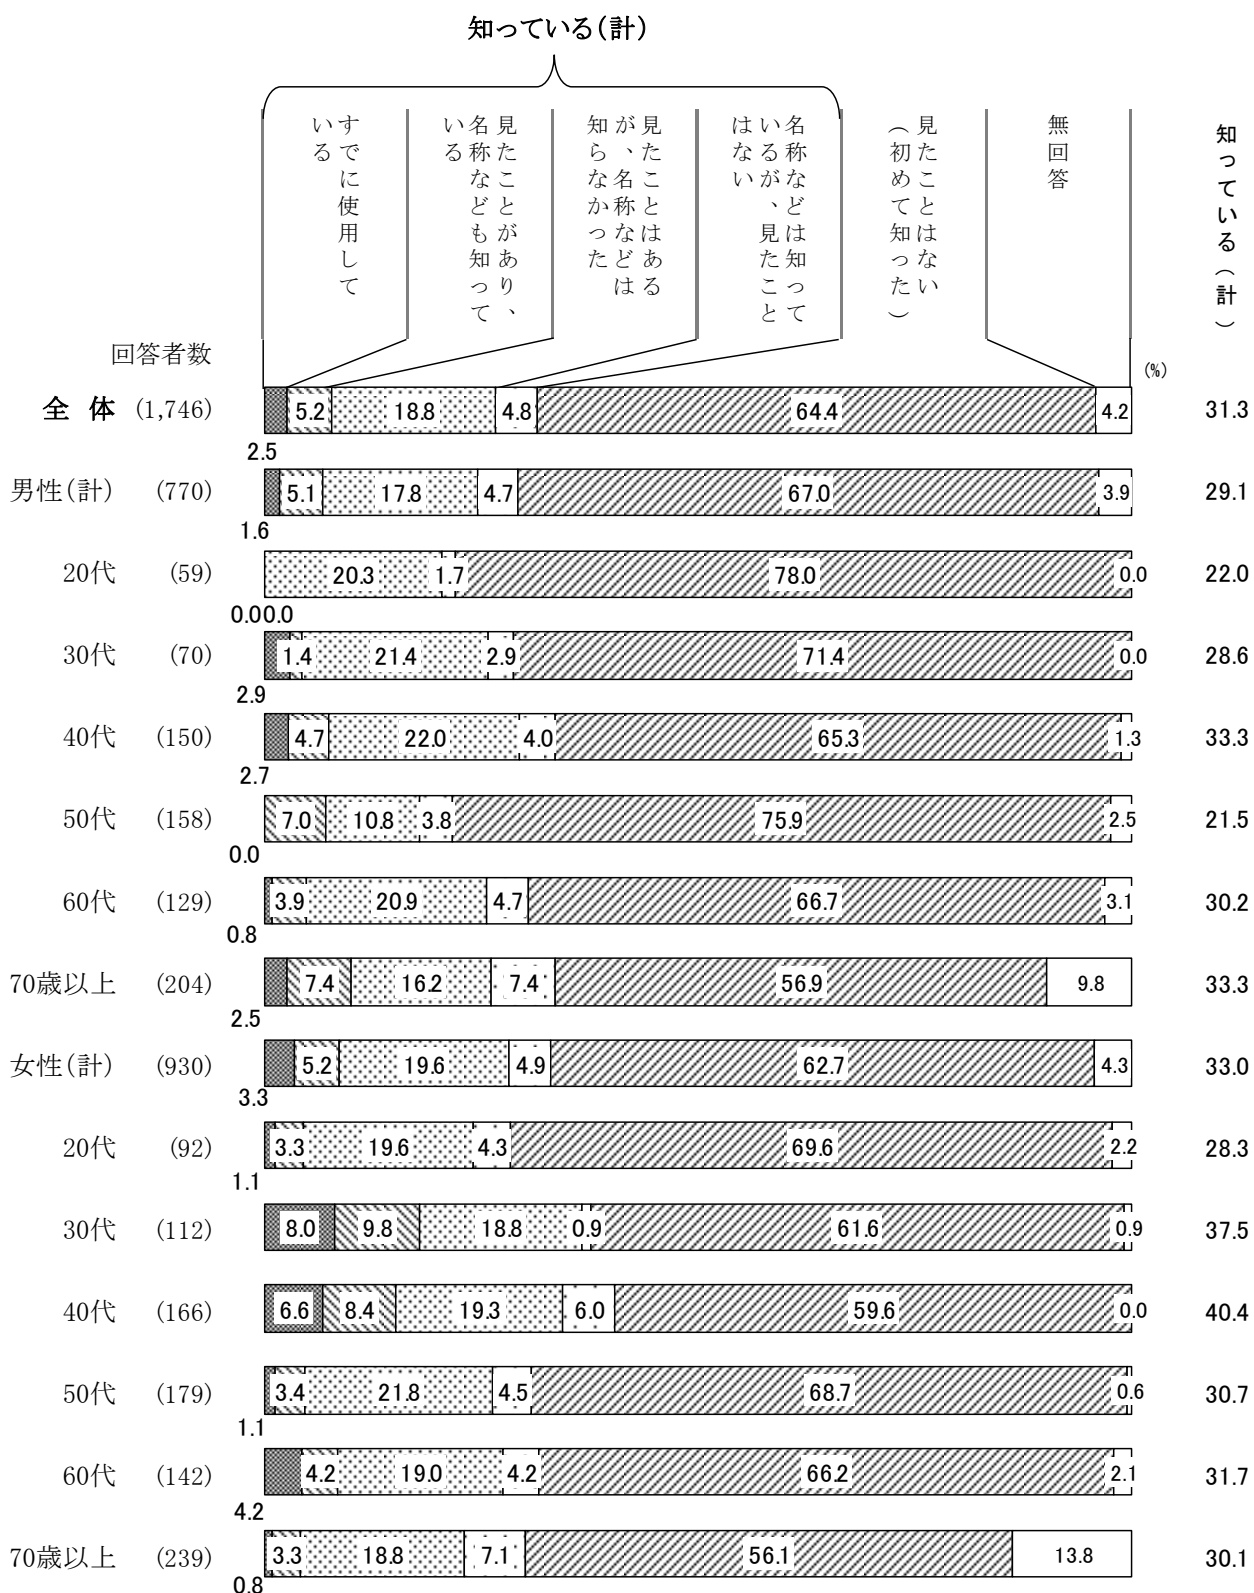 知っている(計)
すでに使用して
いる
見たことがあり、
名称なども知って
いる
見たことはある
が、名称などは
知らなかった
名称などは知って
いるが、見たこと
はない
見たことはない
(初めて知った)
無回答
知っている(計)
回答者数
(%)
全体 (1,746) 5.2 18.8 4.8 64.4 4.2 31.3
2.5
男性(計) (770) 5.1 17.8 4.7 67.0 3.9 29.1
1.6
20代 (59) 20.3 1.7 78.0 0.0 22.0
0.0 0.0
30代 (70) 1.4 21.4 2.9 71.4 0.0 28.6
2.9
40代 (150) 4.7 22.0 4.0 65.3 1.3 33.3
2.7
50代 (158) 7.0 10.8 3.8 75.9 2.5 21.5
0.0
60代 (129) 3.9 20.9 4.7 66.7 3.1 30.2
0.8
70歳以上 (204) 7.4 16.2 7.4 56.9 9.8 33.3
2.5
女性(計) (930) 5.2 19.6 4.9 62.7 4.3 33.0
3.3
20代 (92) 3.3 19.6 4.3 69.6 2.2 28.3
1.1
30代 (112) 8.0 9.8 18.8 0.9 61.6 0.9 37.5
40代 (166) 6.6 8.4 19.3 6.0 59.6 0.0 40.4
50代 (179) 3.4 21.8 4.5 68.7 0.6 30.7
1.1
60代 (142) 4.2 19.0 4.2 66.2 2.1 31.7
4.2
70歳以上 (239) 3.3 18.8 7.1 56.1 13.8 30.1
0.8